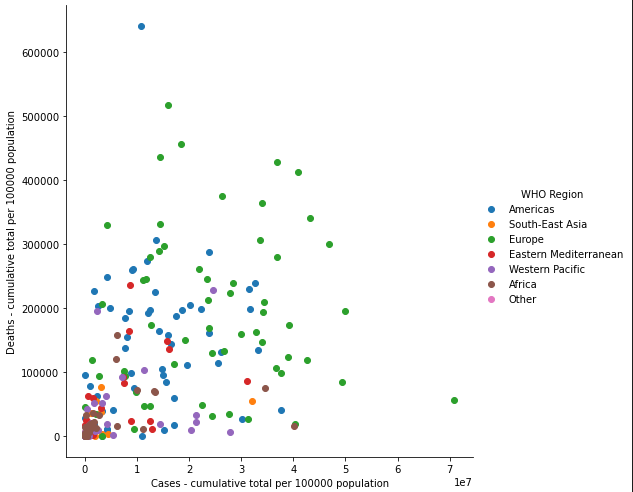 600000
500000
400000
300000
200000
100000
0
Deaths - cumulative total per 100000 population
0 1 2 3 4 5 6 7
1e7
Cases - cumulative total per 100000 population
WHO Region
Americas
South-East Asia
Europe
Eastern Mediterranean
Western Pacific
Africa
Other